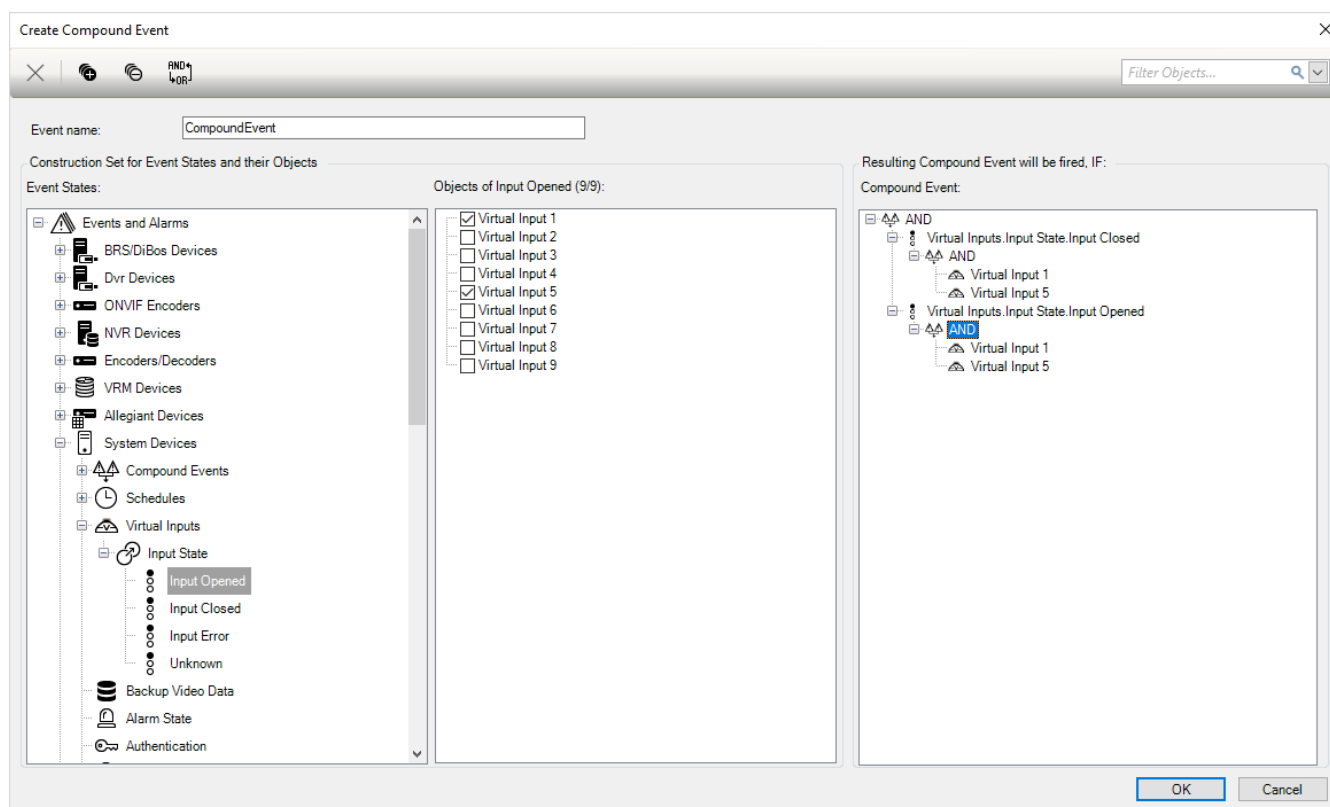 Create Compound Event
AND
OR
Filter Objects...
Event name:
CompoundEvent
Construction Set for Event States and their Objects
Event States:
Events and Alarms
BRS/DiBos Devices
Dvr Devices
ONVIF Encoders
NVR Devices
Encoders/Decoders
VRM Devices
Allegiant Devices
System Devices
Compound Events
Schedules
Virtual Inputs
Input State
Input Opened
Input Closed
Input Error
Unknown
Backup Video Data
Alarm State
Authentication
Objects of Input Opened (9/9):
Virtual Input 1
Virtual Input 2
Virtual Input 3
Virtual Input 4
Virtual Input 5
Virtual Input 6
Virtual Input 7
Virtual Input 8
Virtual Input 9
Resulting Compound Event will be fired, IF:
Compound Event:
AND
Virtual Inputs.Input State.Input Closed
AND
Virtual Input 1
Virtual Input 5
Virtual Inputs.Input State.Input Opened
AND
Virtual Input 1
Virtual Input 5
OK
Cancel